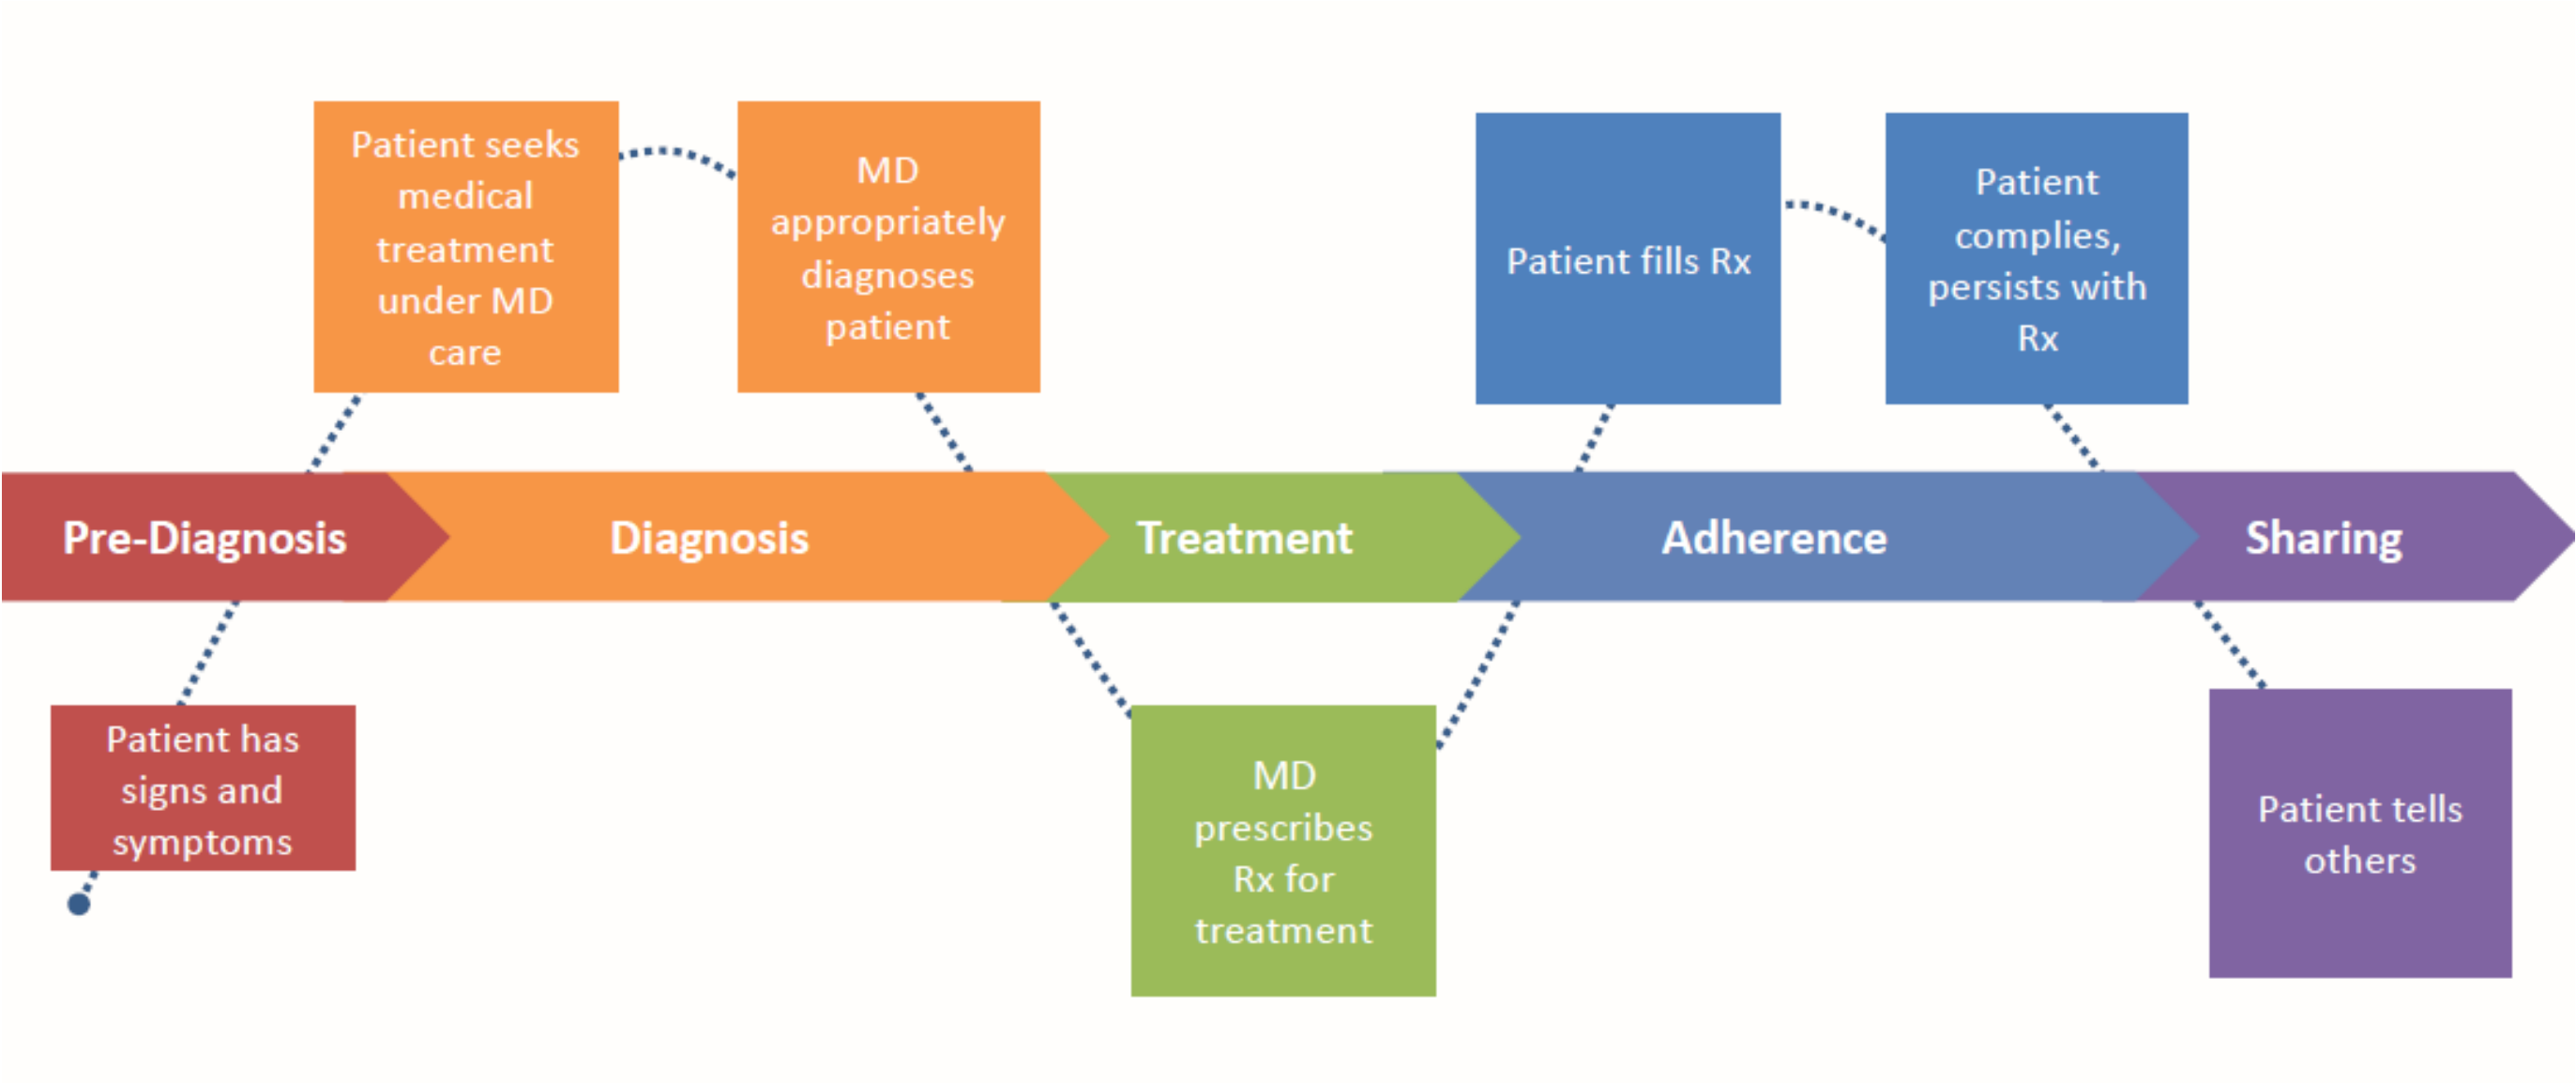 Patient seeks
medical
treatment
under MD
care
MD
appropriately
diagnoses
patient
Patient fills Rx
Patient
complies,
persists with
Rx
Pre-Diagnosis
Diagnosis
Treatment
Adherence
Sharing
Patient has
signs and
symptoms
MD
prescribes
Rx for
treatment
Patient tells
others